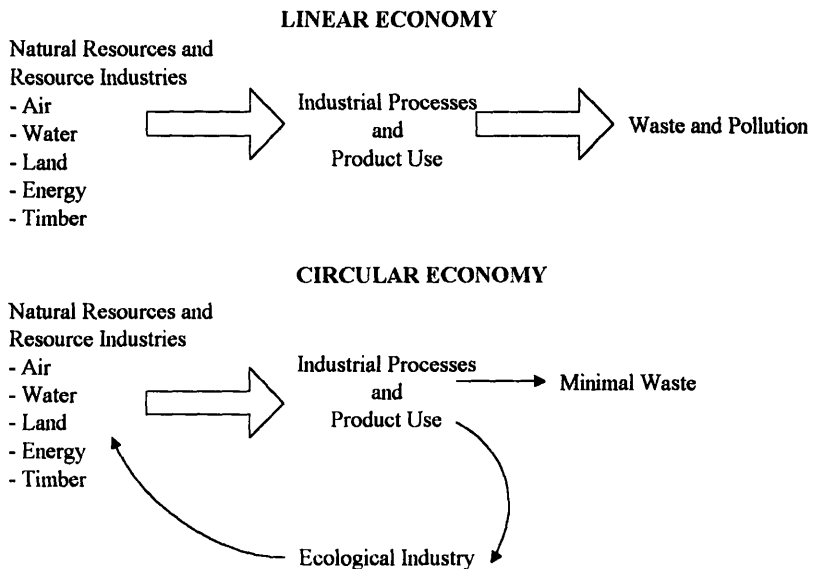 LINEAR ECONOMY
Natural Resources and
Resource Industries
- Air
- Water
- Land
- Energy
- Timber
Industrial Processes
and
Product Use
Waste and Pollution
CIRCULAR ECONOMY
Natural Resources and
Resource Industries
- Air
- Water
- Land
- Energy
- Timber
Industrial Processes
and
Product Use
Minimal Waste
Ecological Industry